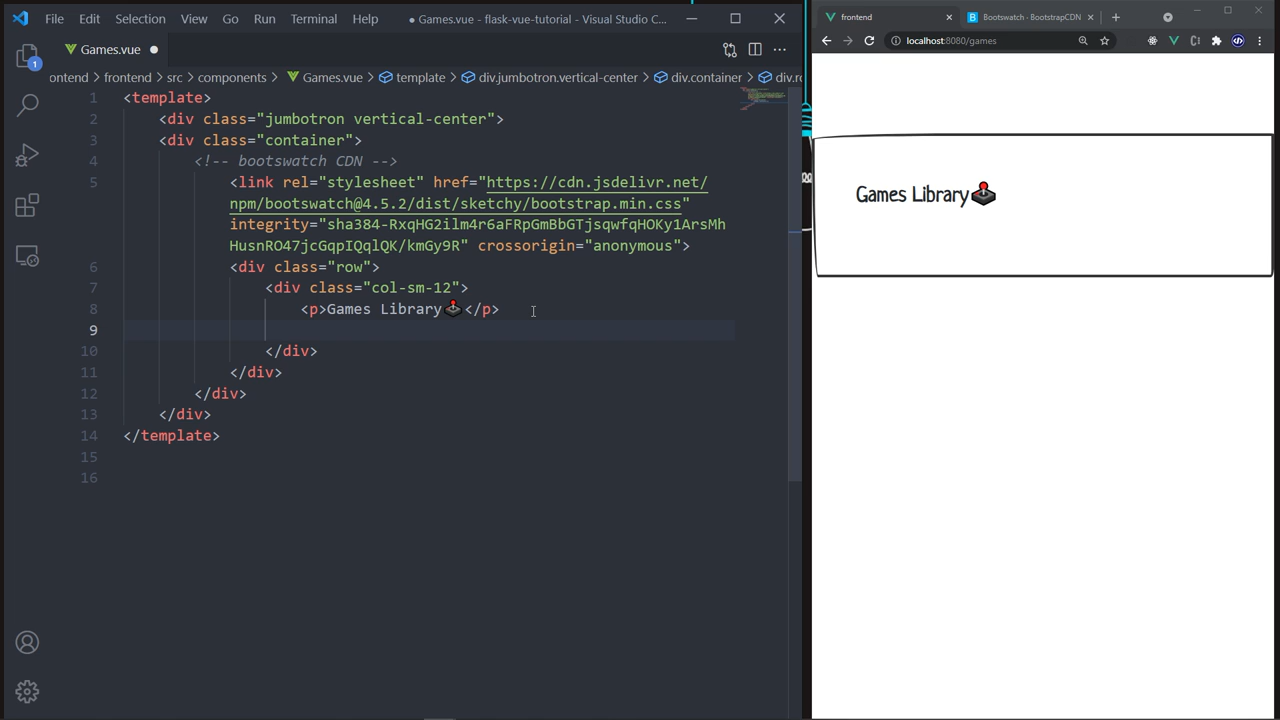 File Edit Selection View Go Run Terminal Help ● Games.vue - flask-vue-tutorial - Visual Studio C...
Games.vue ●
ontend > frontend > src > components > Games.vue > template > div.jumbotron.vertical-center > div.container > div.ro
1 <template>
2 <div class="jumbotron vertical-center">
3 <div class="container">
4 <!-- bootswatch CDN -->
5 <link rel="stylesheet" href="https://cdn.jsdelivr.net/
npm/bootswatch@4.5.2/dist/sketchy/bootstrap.min.css"
integrity="sha384-RxqHG2ilm4r6aFRpGmBbGTjsqwfqHOKy1ArsMh
HusnRO47jcGqpIQqlQK/kmGy9R" crossorigin="anonymous">
6 <div class="row">
7 <div class="col-sm-12">
8 <p>Games Library🕹️</p>
9
10 </div>
11 </div>
12 </div>
13 </div>
14 </template>
15
16
1
frontend
Bootswatch - BootstrapCDN
localhost:8080/games
Games Library🕹️